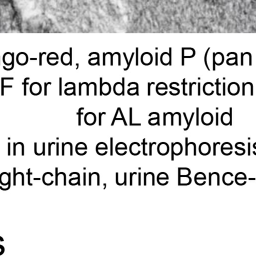 go-red, amyloid P (pan
F for lambda restriction
for AL amyloid
in urine electrophoresis
ght-chain, urine Bence-
s